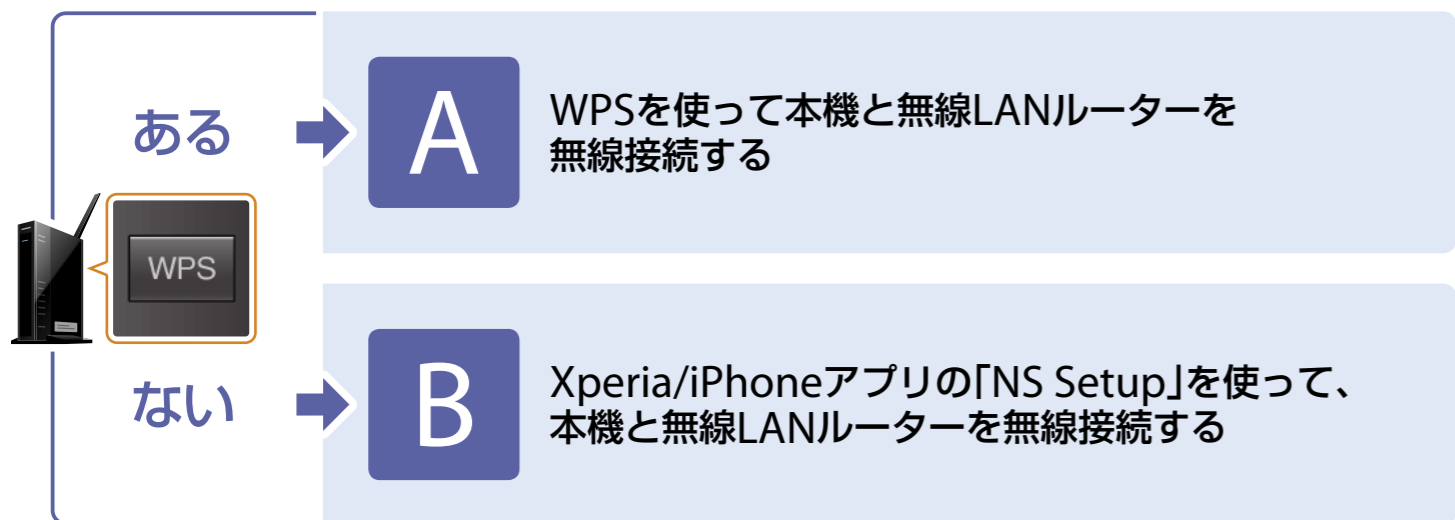 ある
A
WPSを使って本機と無線LANルーターを
無線接続する
WPS
ない
B
Xperia/iPhoneアプリの「NS Setup」を使って、
本機と無線LANルーターを無線接続する